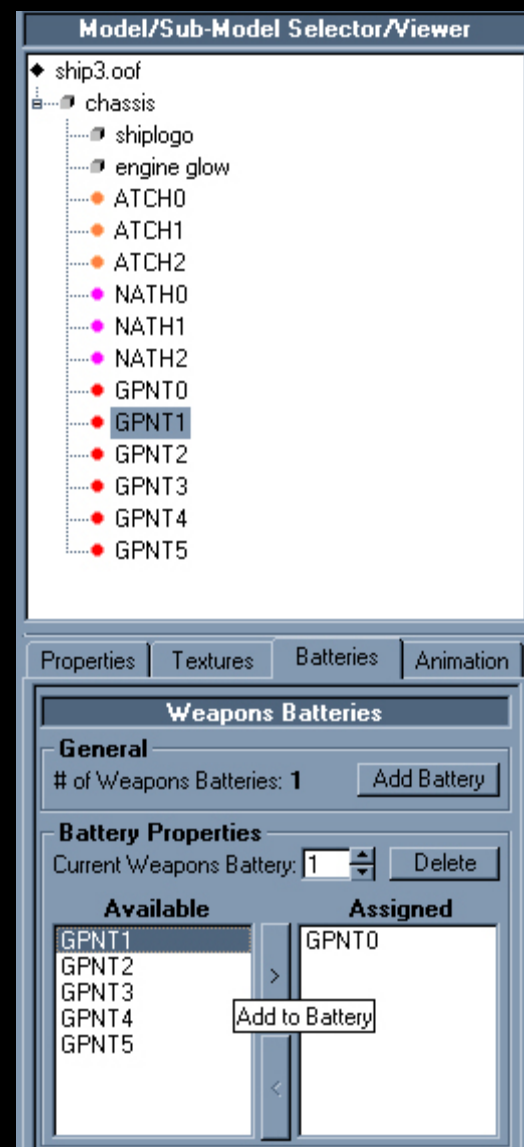 Model/Sub-Model Selector/Viewer
ship3.oof
chassis
shiplogo
engine glow
ATCH0
ATCH1
ATCH2
NATH0
NATH1
NATH2
GPNT0
GPNT1
GPNT2
GPNT3
GPNT4
GPNT5
Properties Textures Batteries Animation
Weapons Batteries
General
# of Weapons Batteries: 1 Add Battery
Battery Properties
Current Weapons Battery: 1 Delete
Available Assigned
GPNT1 GPNT0
GPNT2
GPNT3 >
GPNT4 Add to Battery
GPNT5
<